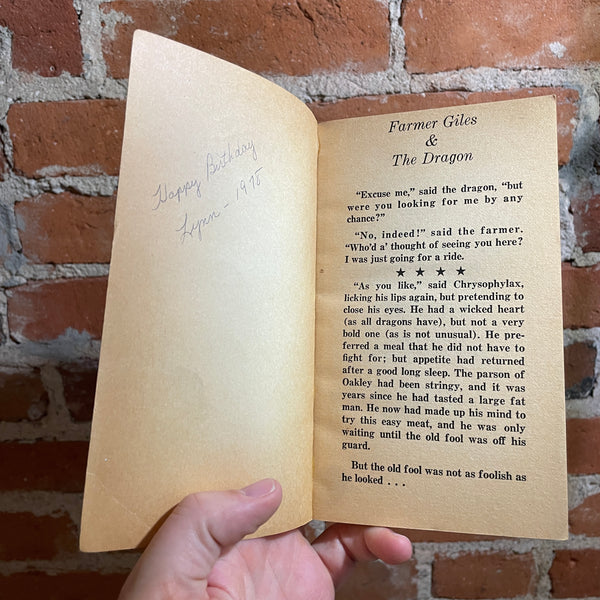 Happy Birthday
Lynn - 1975
Farmer Giles
&
The Dragon
"Excuse me," said the dragon, "but
were you looking for me by any
chance?"
"No, indeed!" said the farmer.
"Who'd a' thought of seeing you here?
I was just going for a ride.
★ ★ ★ ★
"As you like," said Chrysophylax,
licking his lips again, but pretending to
close his eyes. He had a wicked heart
(as all dragons have), but not a very
bold one (as is not unusual). He pre-
ferred a meal that he did not have to
fight for; but appetite had returned
after a good long sleep. The parson of
Oakley had been stringy, and it was
years since he had tasted a large fat
man. He now had made up his mind to
try this easy meat, and he was only
waiting until the old fool was off his
guard.
But the old fool was not as foolish as
he looked . . .